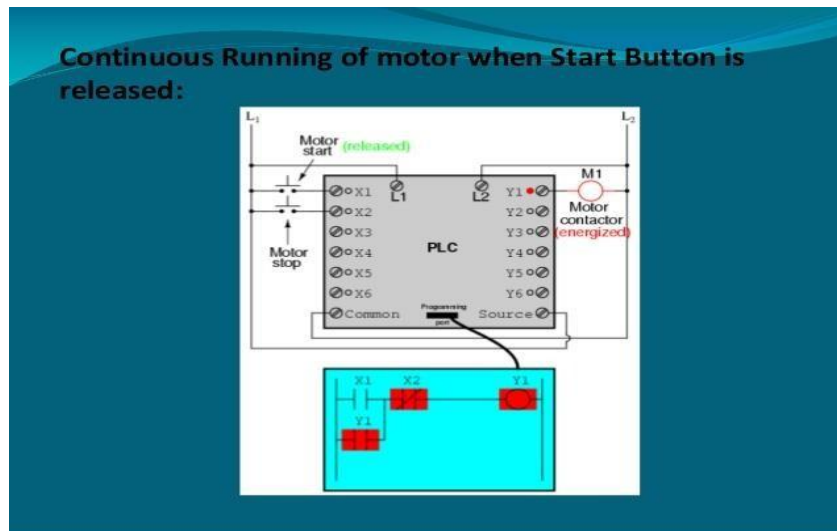 Continuous Running of motor when Start Button is
released:
L1
L2
Motor
start (released)
M1
X1
L1
L2
Y1
X2
Y2
Motor
contactor
(energized)
X3
Y3
Motor
stop
X4
PLC
Y4
X5
Y5
X6
Y6
Common
Programming
port
Source
X1
X2
Y1
Y1